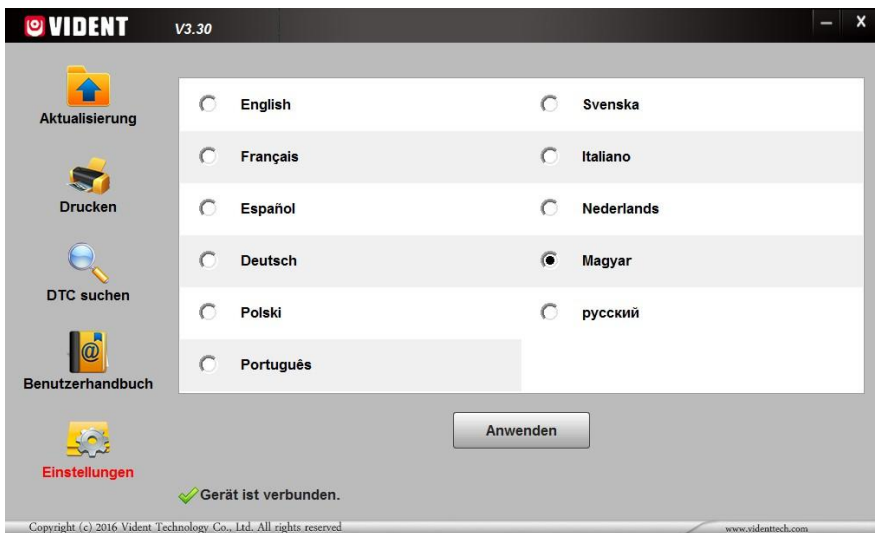 VIDENT V3.30
Aktualisierung
Drucken
DTC suchen
Benutzerhandbuch
Einstellungen
English
Français
Español
Deutsch
Polski
Português
Svenska
Italiano
Nederlands
Magyar
русский
Anwenden
Gerät ist verbunden.
Copyright (c) 2016 Vident Technology Co., Ltd. All rights reserved
www.videnttech.com